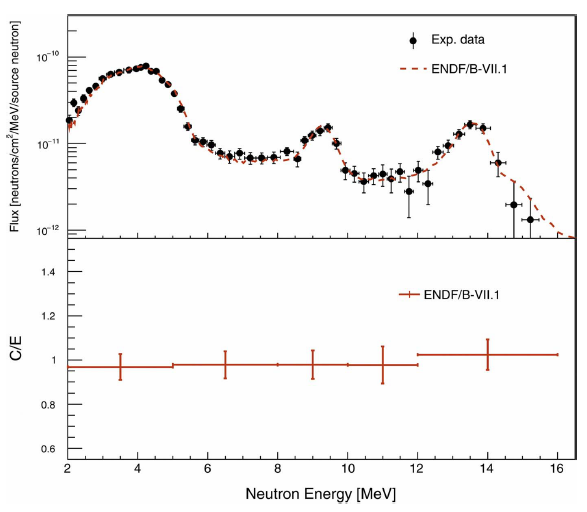 Flux [neutrons/cm²/MeV/source neutron]
10⁻¹⁰
10⁻¹¹
10⁻¹²
Exp. data
ENDF/B-VII.1
C/E
1.4
1.2
1
0.8
0.6
ENDF/B-VII.1
2 4 6 8 10 12 14 16
Neutron Energy [MeV]